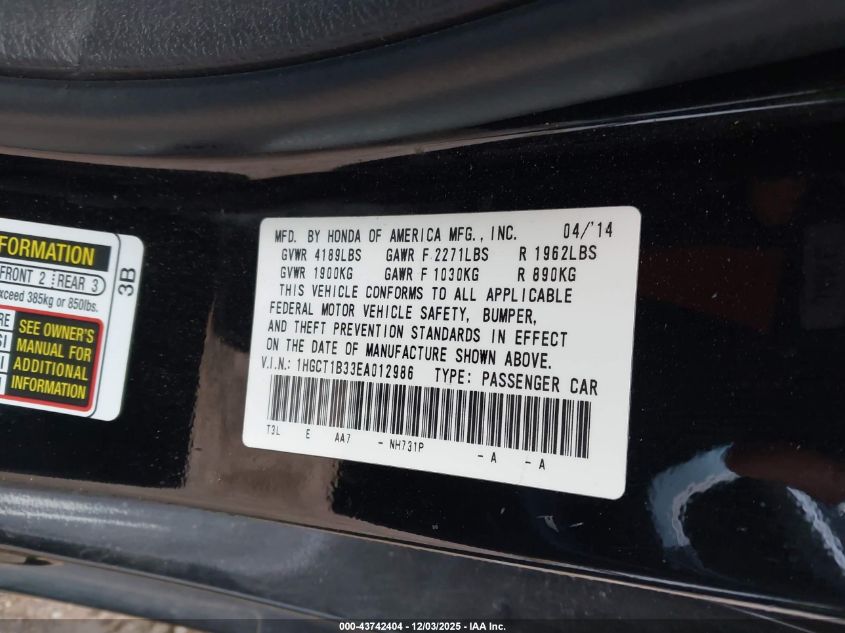 FORMATION
FRONT 2 REAR 3
exceed 385kg or 850lbs.
SEE OWNER'S
MANUAL FOR
ADDITIONAL
INFORMATION
3B
MFD. BY HONDA OF AMERICA MFG., INC. 04/'14
GVWR 4189LBS GAWR F 2271LBS R 1962LBS
GVWR 1900KG GAWR F 1030KG R 890KG
THIS VEHICLE CONFORMS TO ALL APPLICABLE
FEDERAL MOTOR VEHICLE SAFETY, BUMPER,
AND THEFT PREVENTION STANDARDS IN EFFECT
ON THE DATE OF MANUFACTURE SHOWN ABOVE.
V.I.N.: 1HGCT1B33EA012986 TYPE: PASSENGER CAR
T3L E AA7 - NH731P - A - A
000-43742404 - 12/03/2025 - IAA Inc.